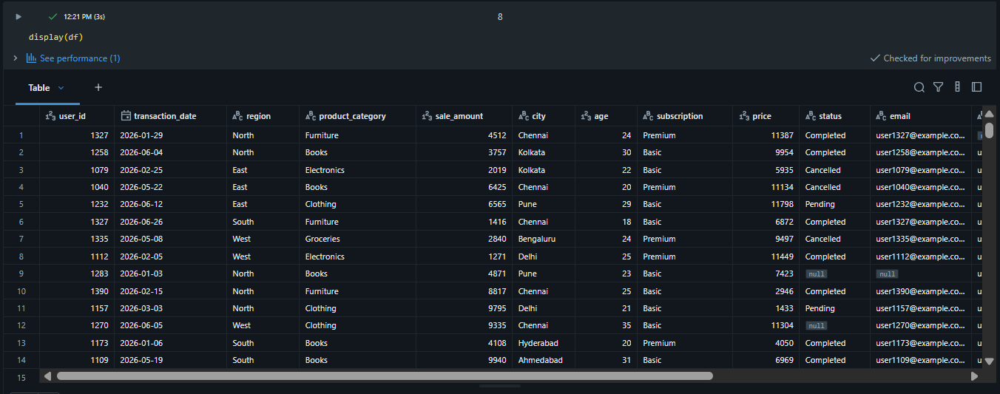 12:21 PM (3s) 8
display(df)
See performance (1) Checked for improvements
Table +
user_id transaction_date region product_category sale_amount city age subscription price status email
1 1327 2026-01-29 North Furniture 4512 Chennai 24 Premium 11387 Completed user1327@example.co...
2 1258 2026-06-04 North Books 3757 Kolkata 30 Basic 9954 Completed user1258@example.co... u
3 1079 2026-02-25 East Electronics 2019 Kolkata 22 Basic 5935 Cancelled user1079@example.co... u
4 1040 2026-05-22 East Books 6425 Chennai 20 Premium 11134 Cancelled user1040@example.co... u
5 1232 2026-06-12 East Clothing 6565 Pune 29 Basic 11798 Pending user1232@example.co... u
6 1327 2026-06-26 South Furniture 1416 Chennai 18 Basic 6872 Completed user1327@example.co... u
7 1335 2026-05-08 West Groceries 2840 Bengaluru 24 Premium 9497 Cancelled user1335@example.co... u
8 1112 2026-02-05 West Electronics 1271 Delhi 25 Premium 11449 Completed user1112@example.co... u
9 1283 2026-01-03 North Books 4871 Pune 23 Basic 7423 null null u
10 1390 2026-02-15 North Furniture 8817 Chennai 25 Basic 2946 Completed user1390@example.co... u
11 1157 2026-03-03 North Clothing 9795 Delhi 21 Basic 1433 Pending user1157@example.co... u
12 1270 2026-06-05 West Clothing 9335 Chennai 35 Basic 11304 null user1270@example.co... u
13 1173 2026-01-06 South Books 4108 Hyderabad 20 Premium 4050 Completed user1173@example.co... u
14 1109 2026-05-19 South Books 9940 Ahmedabad 31 Basic 6969 Completed user1109@example.co... u
15